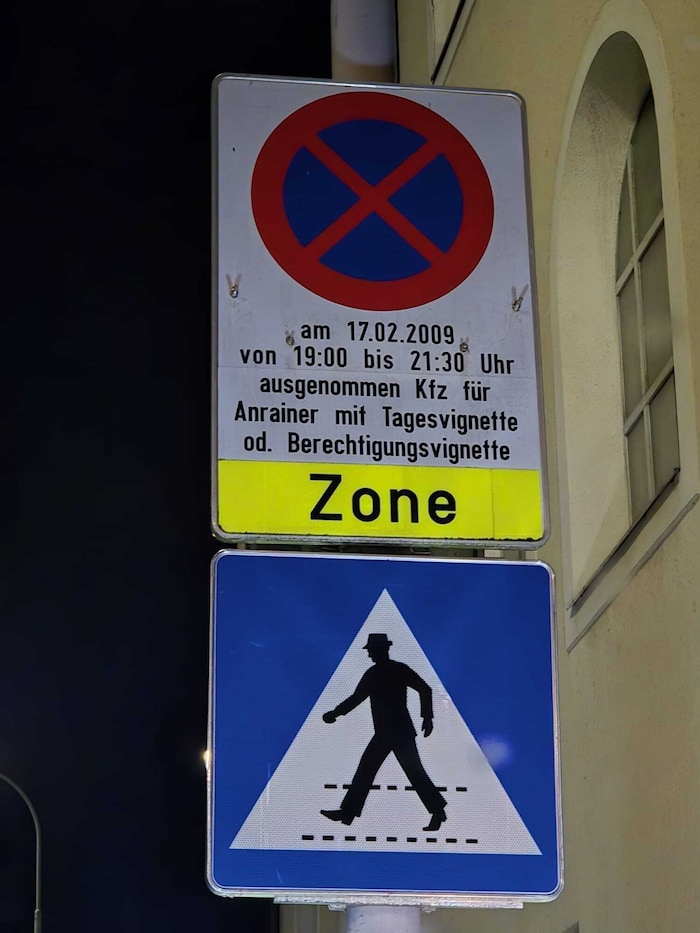 am 17.02.2009
von 19:00 bis 21:30 Uhr
ausgenommen Kfz für
Anrainer mit Tagesvignette
od. Berechtigungsvignette
Zone